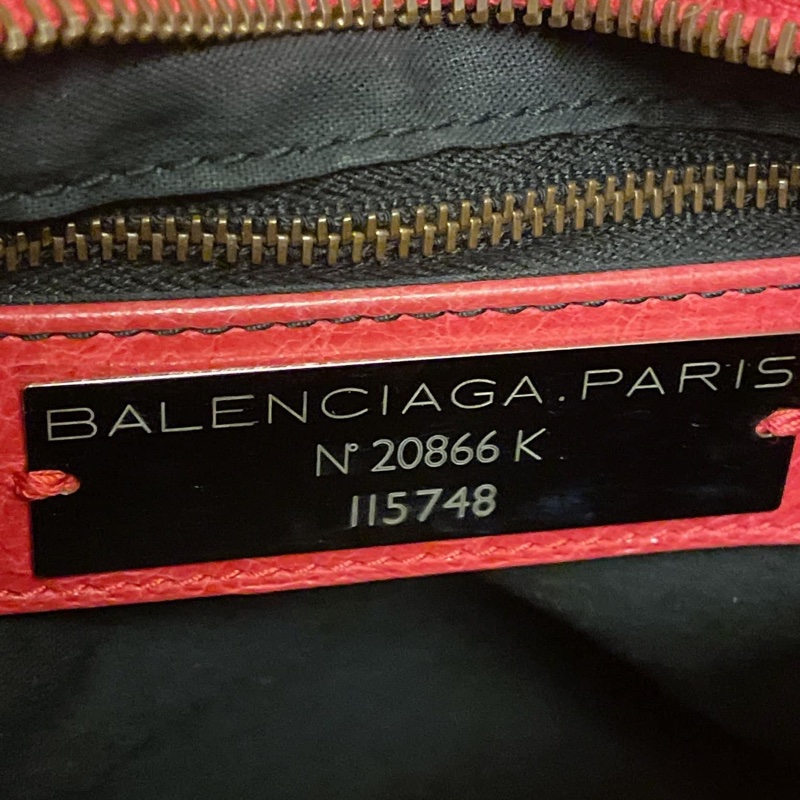 BALENCIAGA.PARIS
N° 20866 K
115748